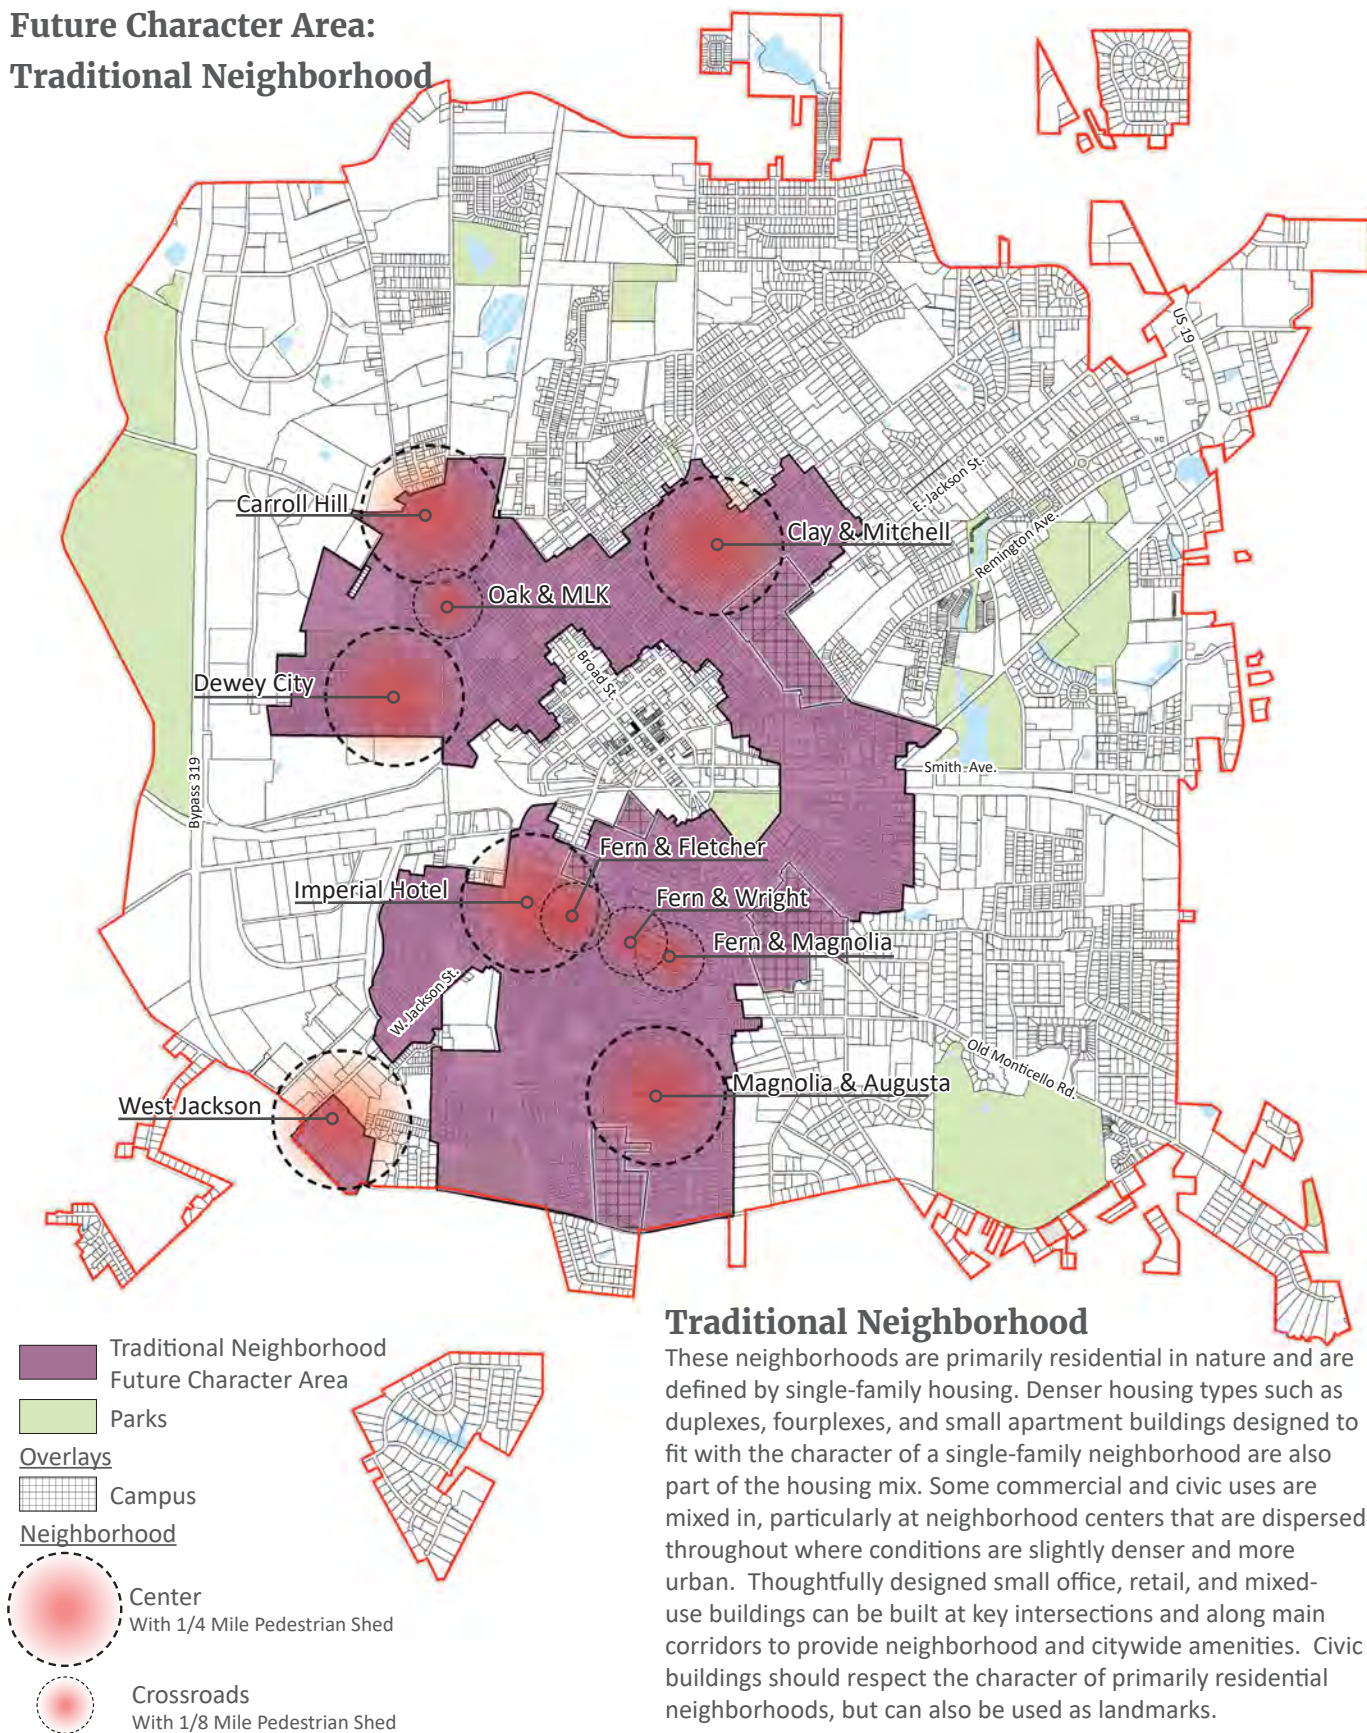 Future Character Area:
Traditional Neighborhood
US 19
E. Jackson St.
Carroll Hill
Clay & Mitchell
Remington Ave.
Oak & MLK
Broad St.
Dewey City
Smith Ave.
Bypass 319
Fern & Fletcher
Imperial Hotel
Fern & Wright
Fern & Magnolia
W. Jackson St.
Old Monticello Rd.
Magnolia & Augusta
West Jackson
Traditional Neighborhood
Future Character Area
Parks
Overlays
Campus
Neighborhood
Center
With 1/4 Mile Pedestrian Shed
Crossroads
With 1/8 Mile Pedestrian Shed
Traditional Neighborhood
These neighborhoods are primarily residential in nature and are
defined by single-family housing. Denser housing types such as
duplexes, fourplexes, and small apartment buildings designed to
fit with the character of a single-family neighborhood are also
part of the housing mix. Some commercial and civic uses are
mixed in, particularly at neighborhood centers that are dispersed
throughout where conditions are slightly denser and more
urban.  Thoughtfully designed small office, retail, and mixed-
use buildings can be built at key intersections and along main
corridors to provide neighborhood and citywide amenities.  Civic
buildings should respect the character of primarily residential
neighborhoods, but can also be used as landmarks.